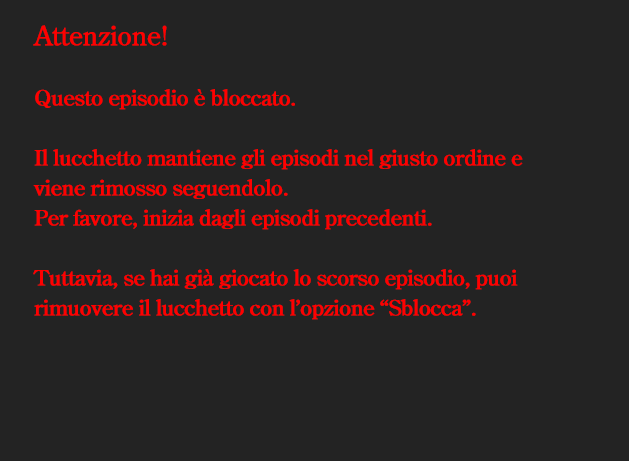 Attenzione!
Questo episodio è bloccato.
Il lucchetto mantiene gli episodi nel giusto ordine e
viene rimosso seguendolo.
Per favore, inizia dagli episodi precedenti.
Tuttavia, se hai già giocato lo scorso episodio, puoi
rimuovere il lucchetto con l’opzione “Sblocca”.